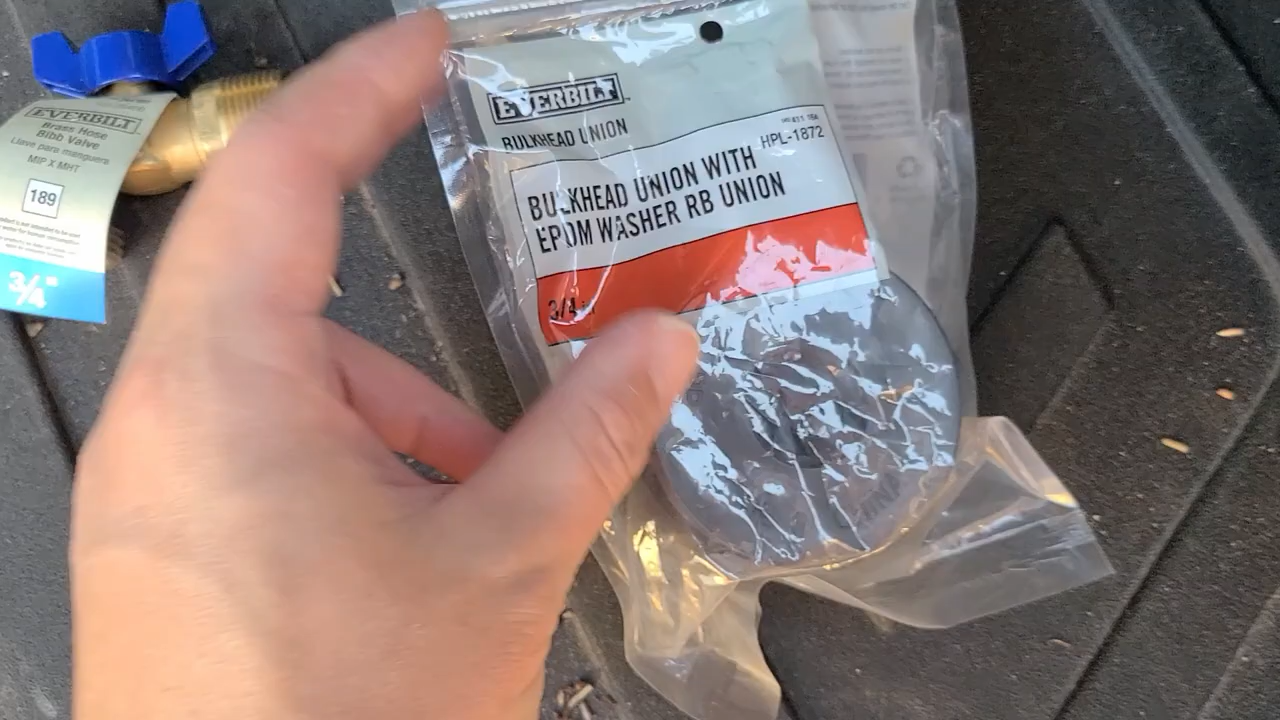 EVERBILT
Brass Hose
Bibb Valve
Llave para manguera
MIP X MHT
189
3/4"
EVERBILT
BULKHEAD UNION
HPL-1872
BULKHEAD UNION WITH
EPDM WASHER RB UNION
3/4 in